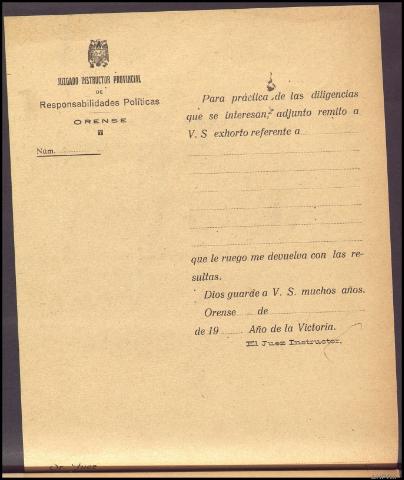 JUZGADO INSTRUCTOR PROVINCIAL
DE
Responsabilidades Políticas
ORENSE
Núm.
Para práctica de las diligencias
que se interesan, adjunto remito a
V. S exhorto referente a
que le ruego me devuelva con las re-
sultas.
Dios guarde a V. S. muchos años.
Orense de
de 19 Año de la Victoria.
El Juez Instructor,